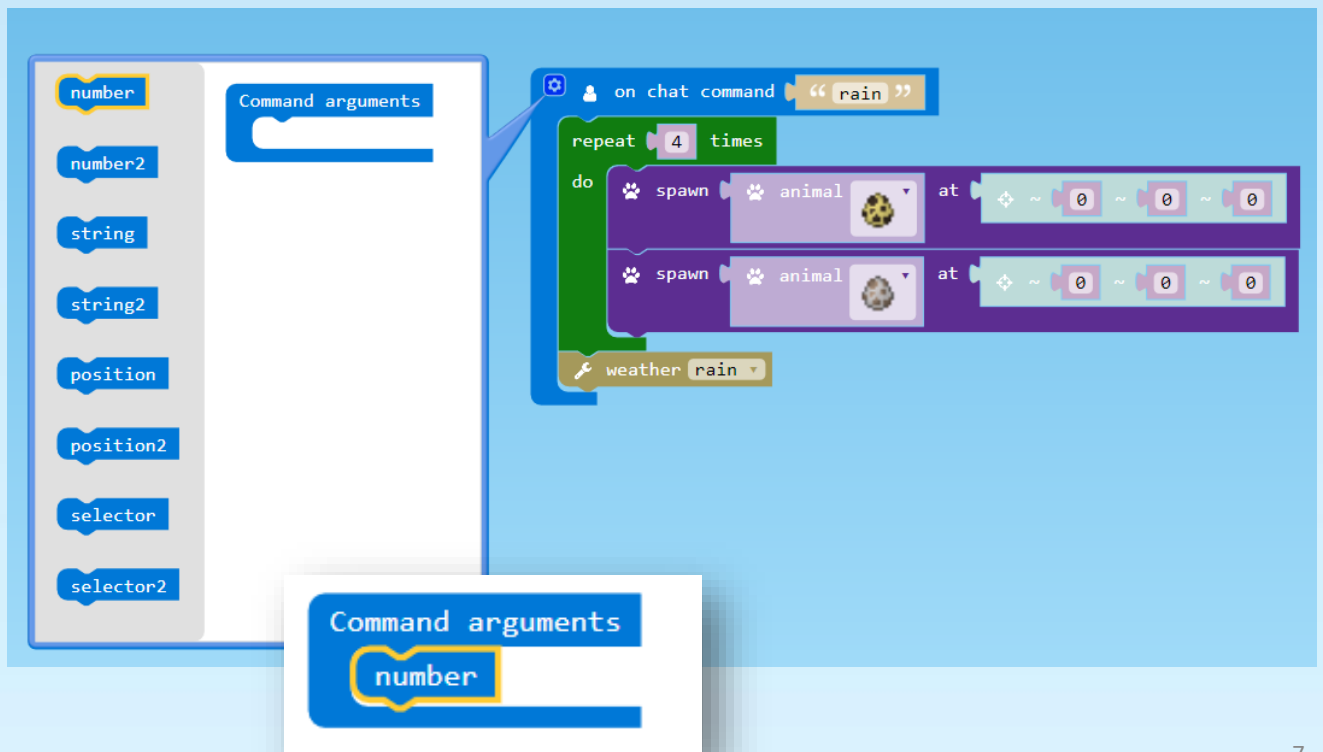 number
number2
string
string2
position
position2
selector
selector2
Command arguments
on chat command “ rain ”
repeat 4 times
do
spawn animal at ~ 0 ~ 0 ~ 0
spawn animal at ~ 0 ~ 0 ~ 0
weather rain
Command arguments
number